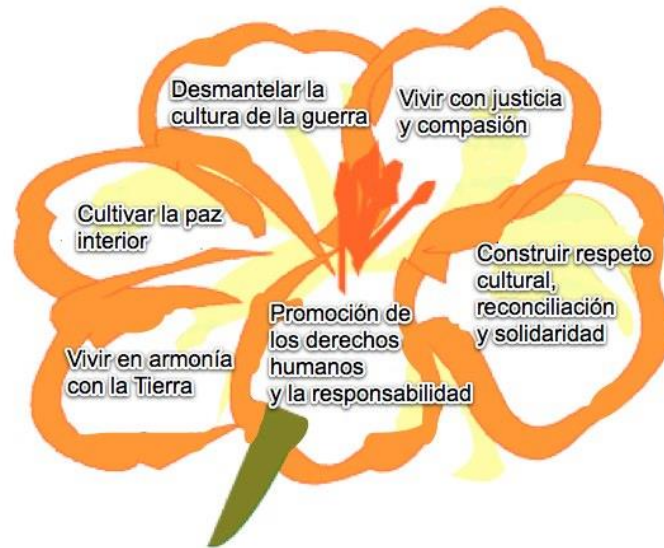 Desmantelar la
cultura de la guerra
Vivir con justicia
y compasión
Cultivar la paz
interior
Construir respeto
cultural,
reconciliación
y solidaridad
Promoción de
los derechos
humanos
y la responsabilidad
Vivir en armonía
con la Tierra